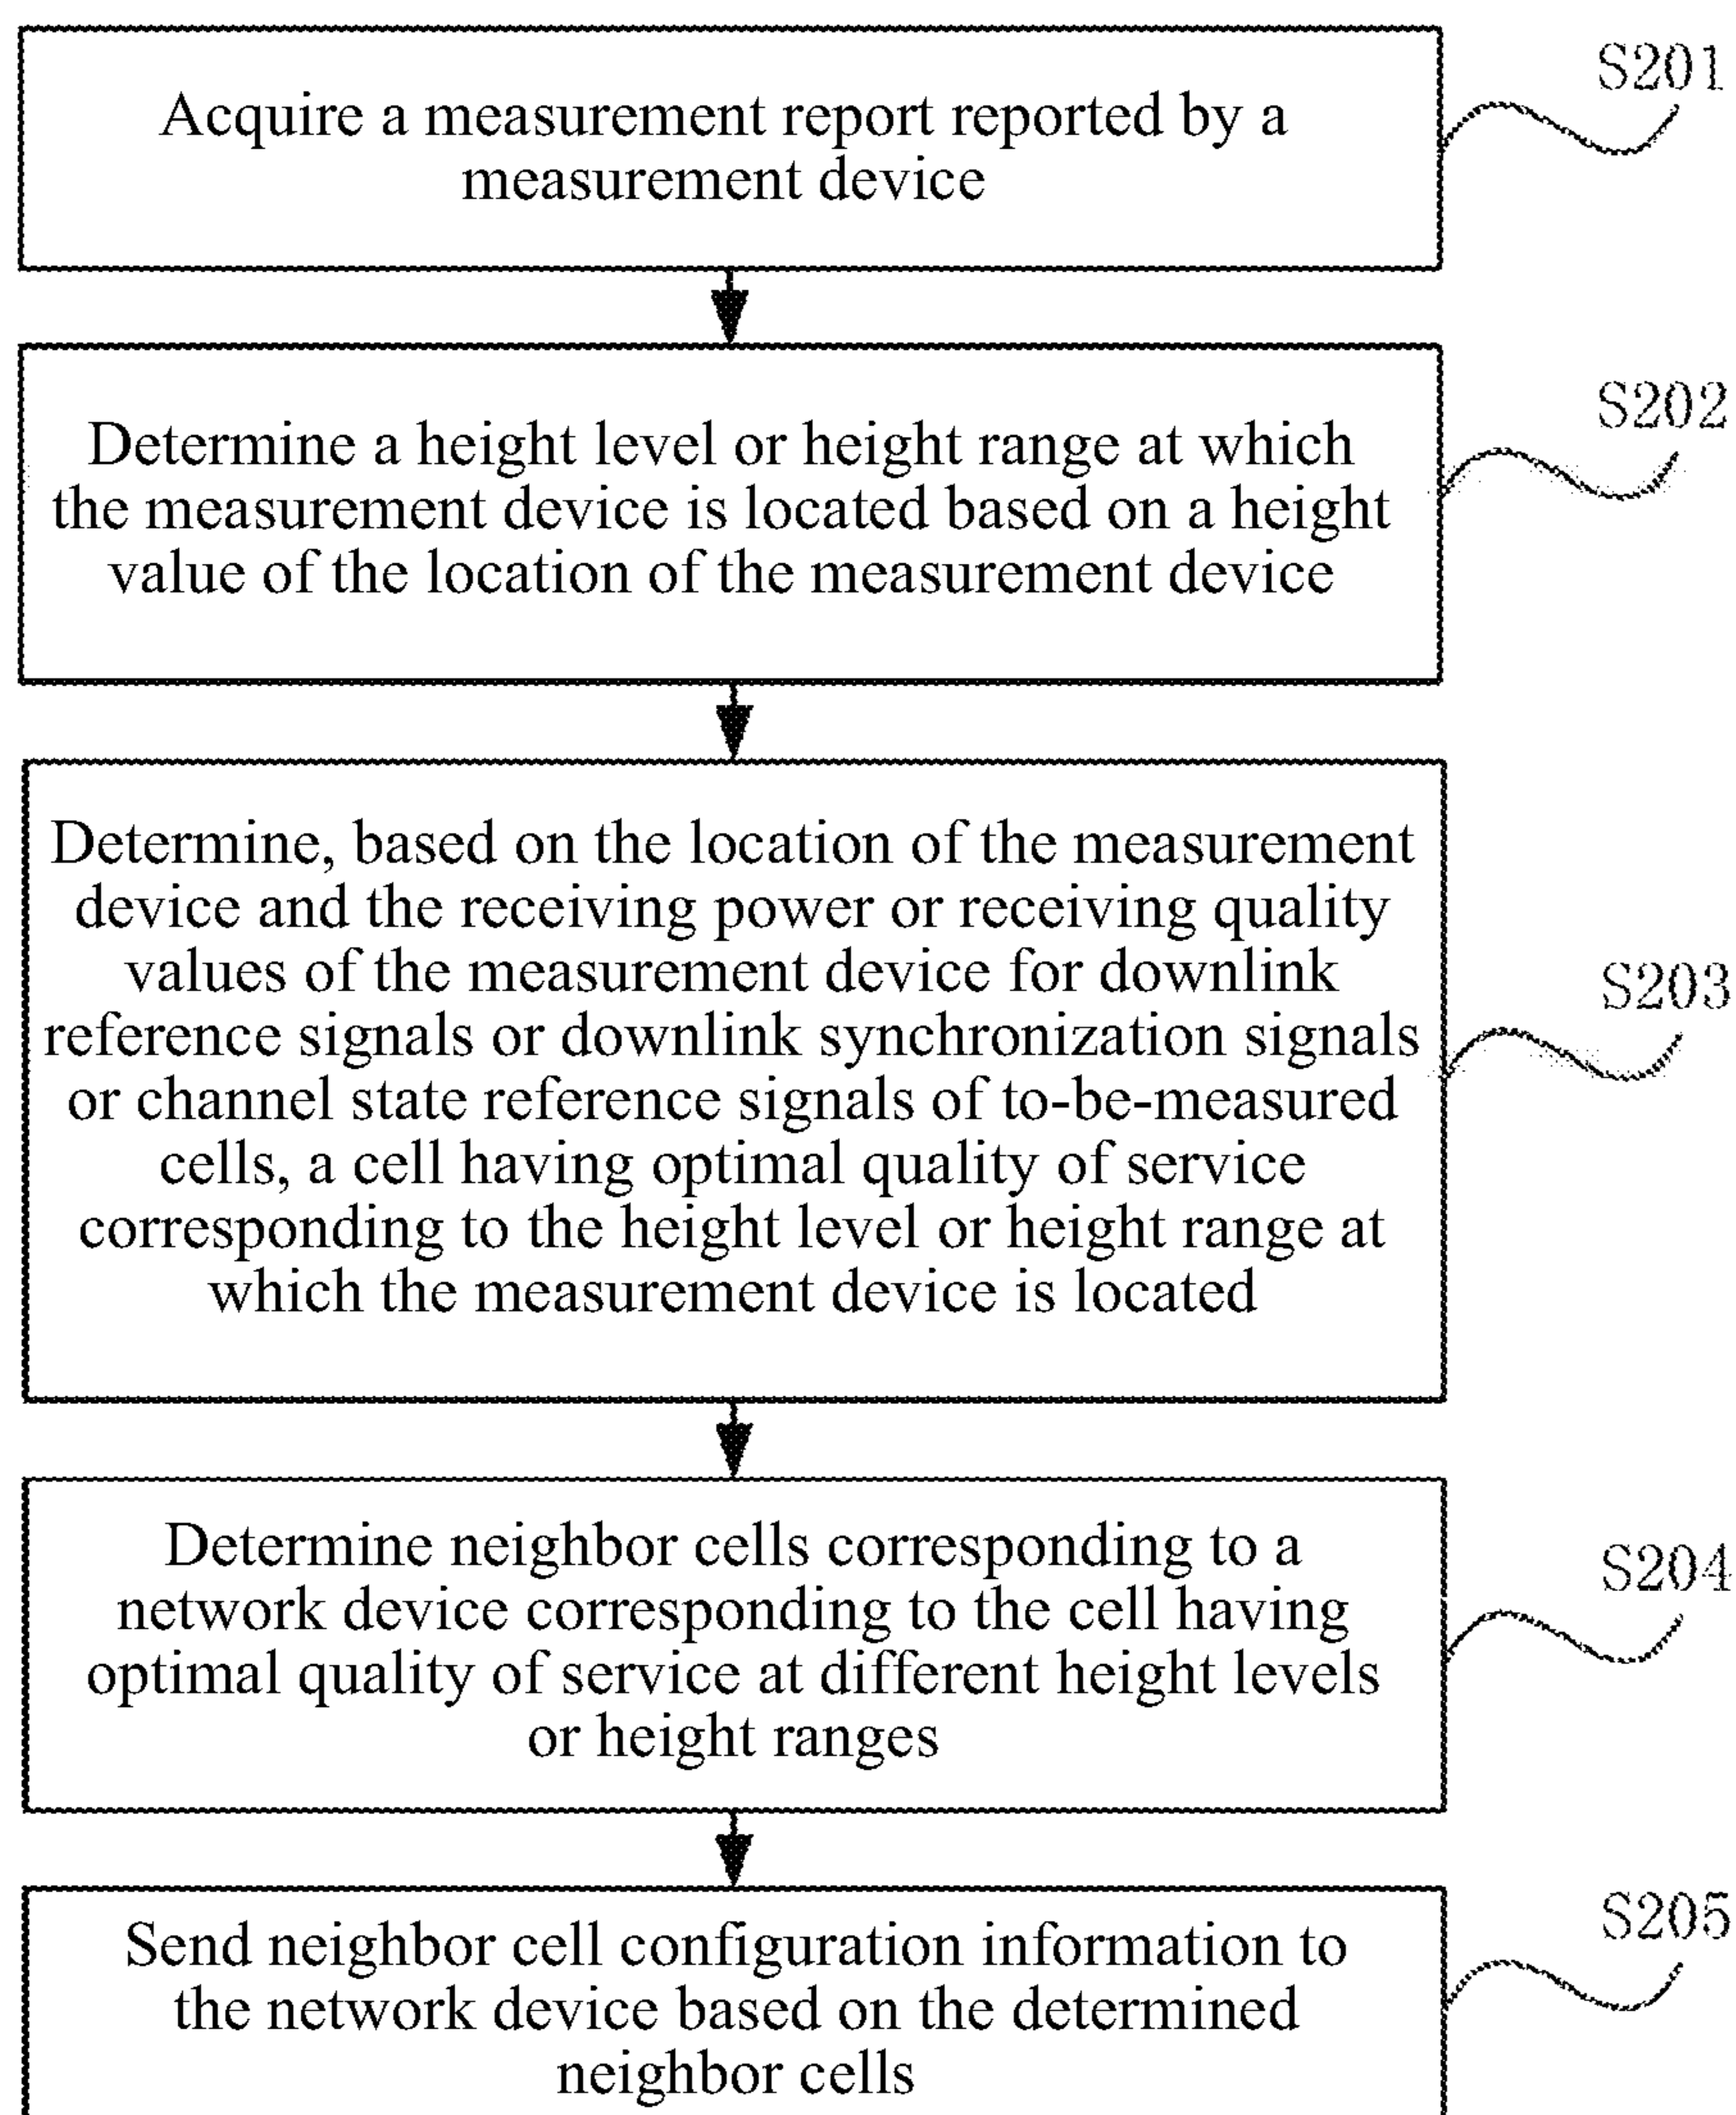 Acquire a measurement report reported by a
measurement device
S201
Determine a height level or height range at which
the measurement device is located based on a height
value of the location of the measurement device
S202
Determine, based on the location of the measurement
device and the receiving power or receiving quality
values of the measurement device for downlink
reference signals or downlink synchronization signals
or channel state reference signals of to-be-measured
cells, a cell having optimal quality of service
corresponding to the height level or height range at
which the measurement device is located
S203
Determine neighbor cells corresponding to a
network device corresponding to the cell having
optimal quality of service at different height levels
or height ranges
S204
Send neighbor cell configuration information to
the network device based on the determined
neighbor cells
S205